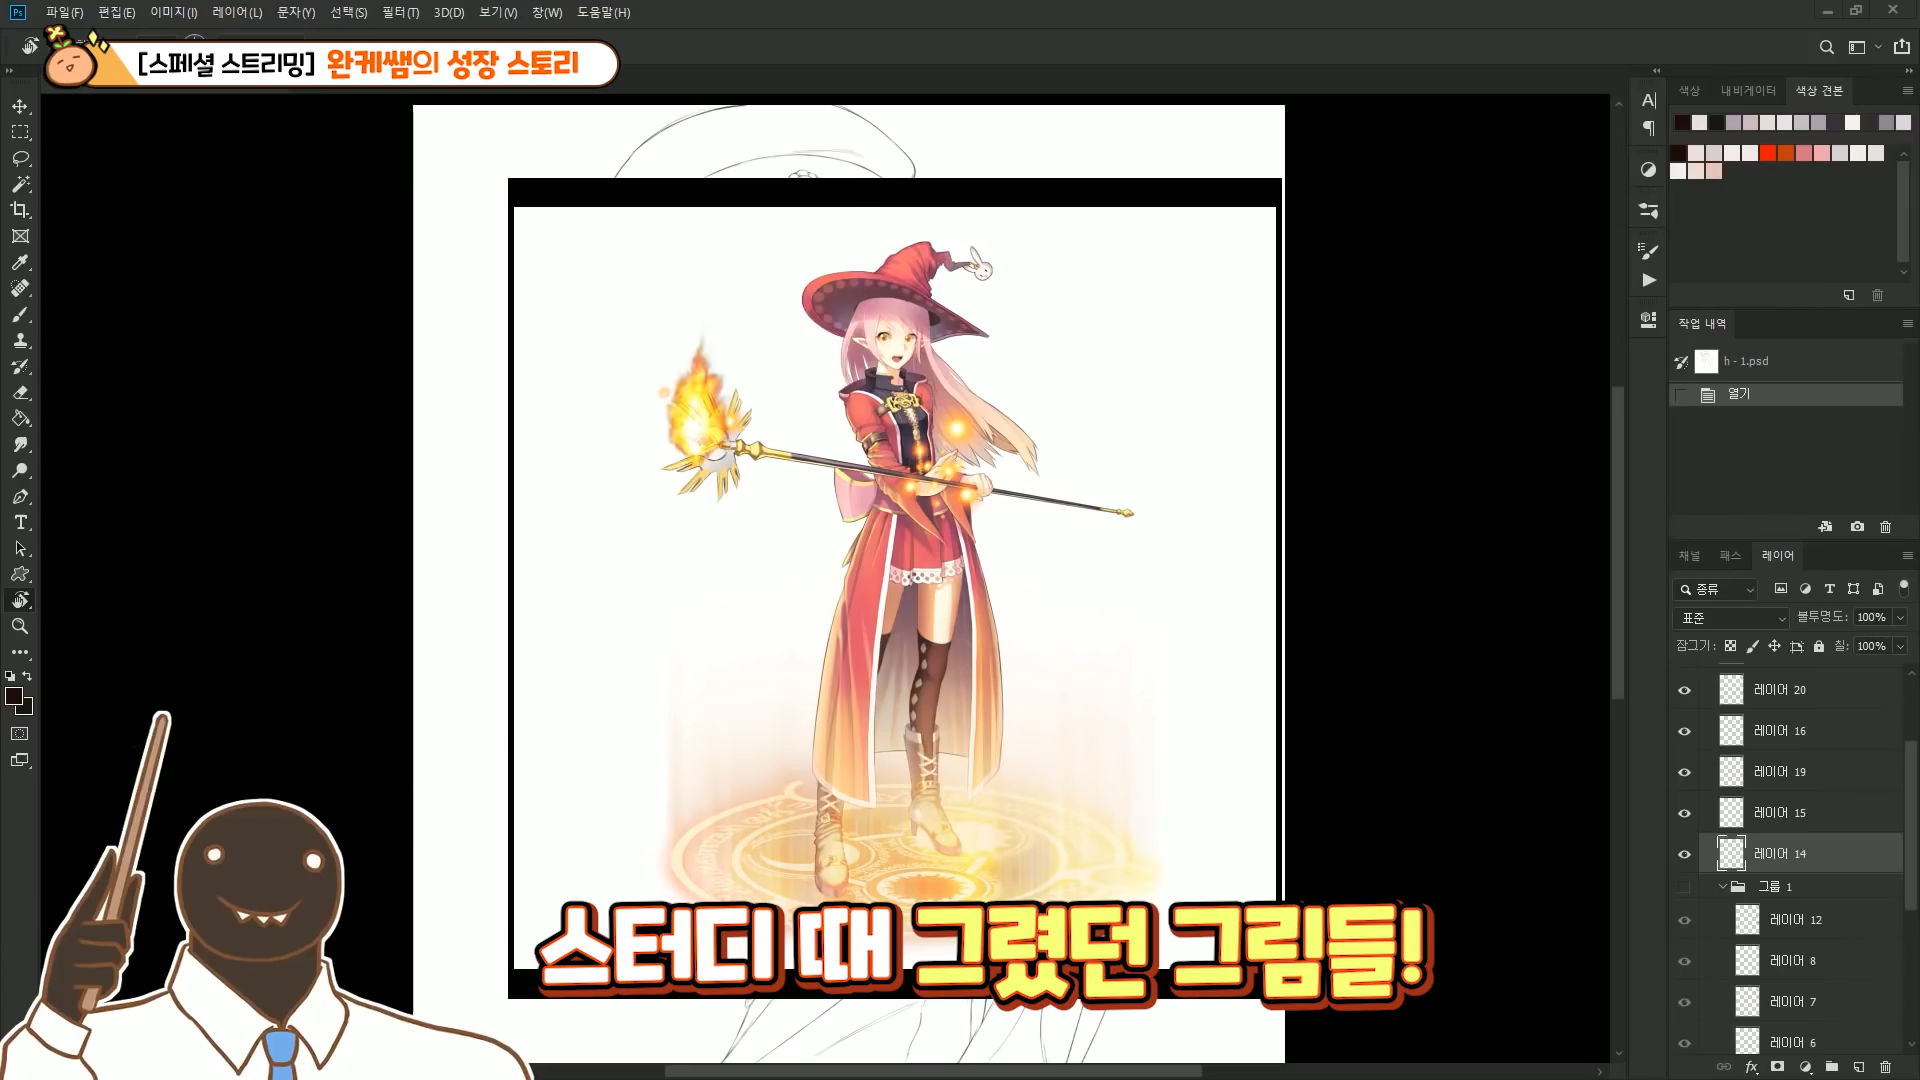 Ps 파일(F) 편집(E) 이미지(I) 레이어(L) 문자(Y) 선택(S) 필터(T) 3D(D) 보기(V) 창(W) 도움말(H)
[스페셜 스트리밍] 완케쌤의 성장 스토리
색상 내비게이터 색상 견본
작업 내역
h - 1.psd
열기
채널 패스 레이어
종류
표준 불투명도: 100%
잠그기: 칠: 100%
레이어 20
레이어 16
레이어 19
레이어 15
레이어 14
그룹 1
레이어 12
레이어 8
레이어 7
레이어 6
fx
스터디 때 그렸던 그림들!